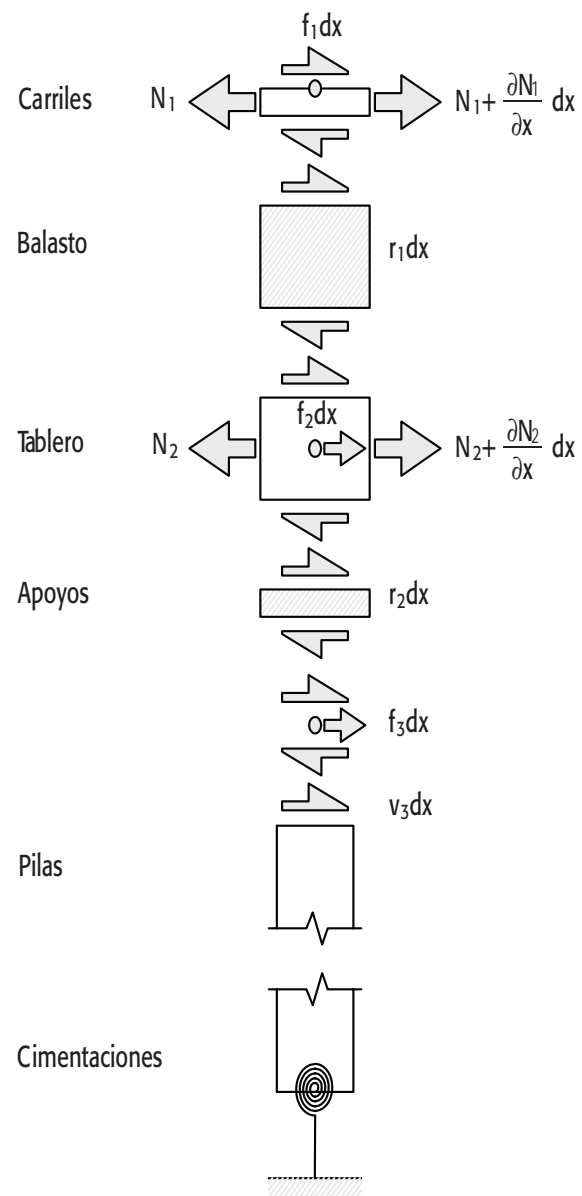 f₁dx
Carriles N₁ N₁+ ∂N₁/∂x dx
Balasto r₁dx
f₂dx
Tablero N₂ N₂+ ∂N₂/∂x dx
Apoyos r₂dx
f₃dx
v₃dx
Pilas
Cimentaciones